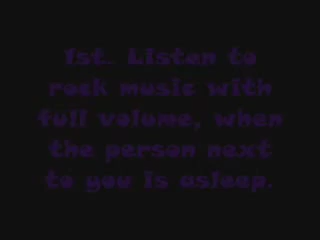 1st. Listen to
rock music with
full volume, when
the person next
to you is asleep.